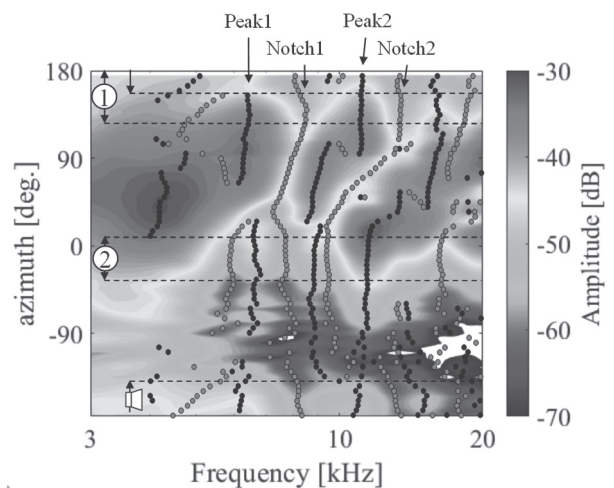 Peak1
Peak2
Notch1
Notch2
180
90
0
-90
①
②
azimuth [deg.]
3
10
20
Frequency [kHz]
-30
-40
-50
-60
-70
Amplitude [dB]